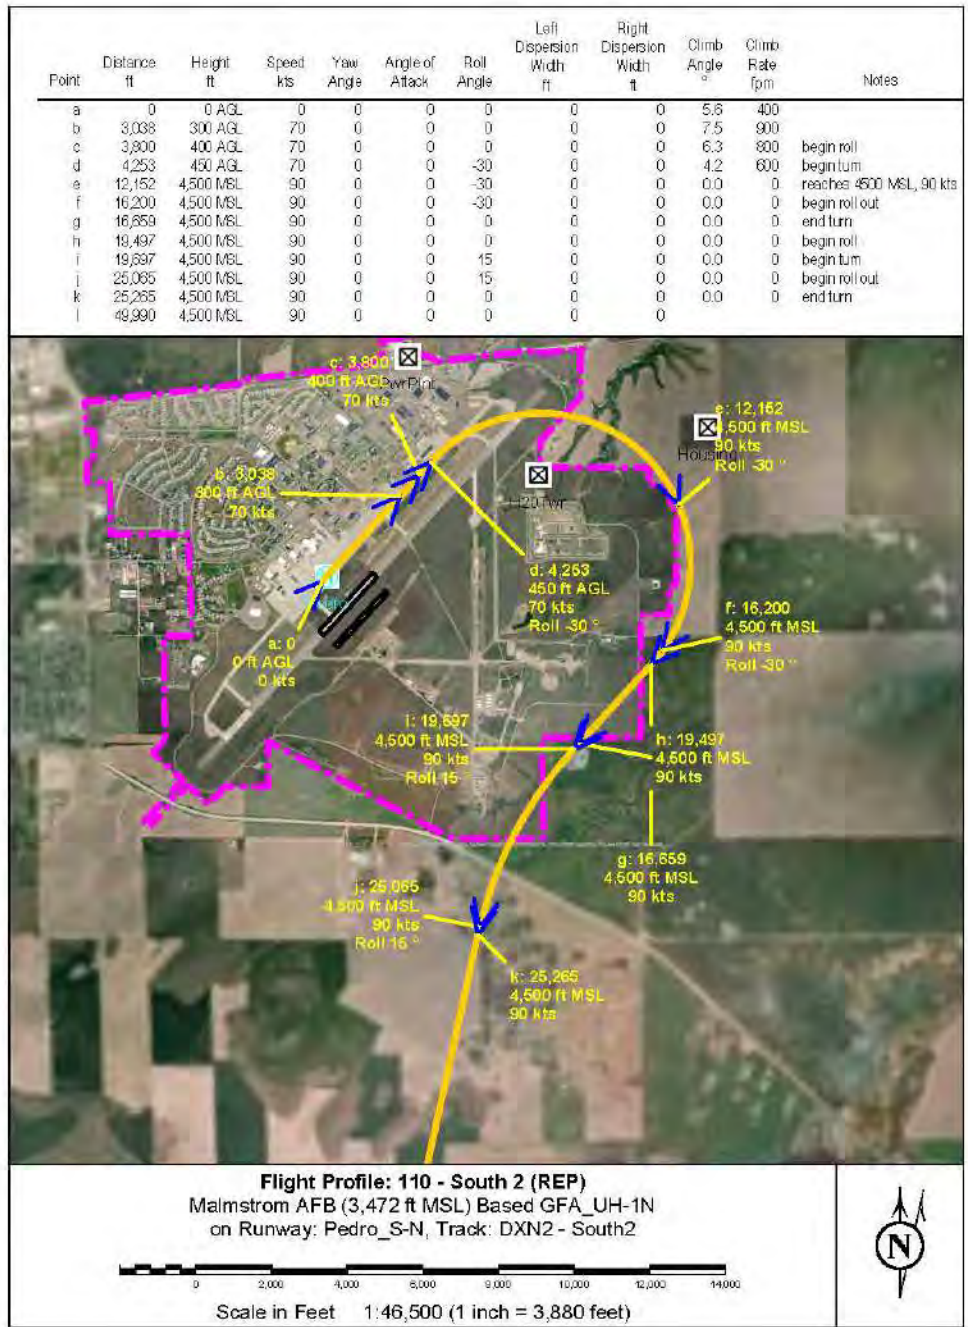 Point Distance ft Height ft Speed kts Yaw Angle Angle of Attack Roll Angle Left Dispersion Width ft Right Dispersion Width ft Climb Angle ° Climb Rate fpm Notes
a 0 0 AGL 0 0 0 0 0 0 5.6 400
b 3,038 300 AGL 70 0 0 0 0 0 7.5 900
c 3,800 400 AGL 70 0 0 0 0 0 6.3 800 begin roll
d 4,253 450 AGL 70 0 0 -30 0 0 4.2 600 begin turn
e 12,152 4,500 MSL 90 0 0 -30 0 0 0.0 0 reaches 4500 MSL, 90 kts
f 16,200 4,500 MSL 90 0 0 -30 0 0 0.0 0 begin roll out
g 16,659 4,500 MSL 90 0 0 0 0 0 0.0 0 end turn
h 19,497 4,500 MSL 90 0 0 0 0 0 0.0 0 begin roll
i 19,697 4,500 MSL 90 0 0 15 0 0 0.0 0 begin turn
j 25,065 4,500 MSL 90 0 0 15 0 0 0.0 0 begin roll out
k 25,265 4,500 MSL 90 0 0 0 0 0 0.0 0 end turn
l 49,990 4,500 MSL 90 0 0 0 0 0
c: 3,800
400 ft AGL
70 kts
PwrPlnt
e: 12,152
4,500 ft MSL
90 kts
Roll -30 °
Housing
b: 3,038
300 ft AGL
70 kts
H20Twr
d: 4,253
450 ft AGL
70 kts
Roll -30 °
a: 0
0 ft AGL
0 kts
f: 16,200
4,500 ft MSL
90 kts
Roll -30 °
i: 19,697
4,500 ft MSL
90 kts
Roll 15 °
h: 19,497
4,500 ft MSL
90 kts
g: 16,659
4,500 ft MSL
90 kts
j: 25,065
4,500 ft MSL
90 kts
Roll 15 °
k: 25,265
4,500 ft MSL
90 kts
Flight Profile: 110 - South 2 (REP)
Malmstrom AFB (3,472 ft MSL) Based GFA_UH-1N
on Runway: Pedro_S-N, Track: DXN2 - South2
0 2,000 4,000 6,000 8,000 10,000 12,000 14,000
Scale in Feet 1:46,500 (1 inch = 3,880 feet)
N